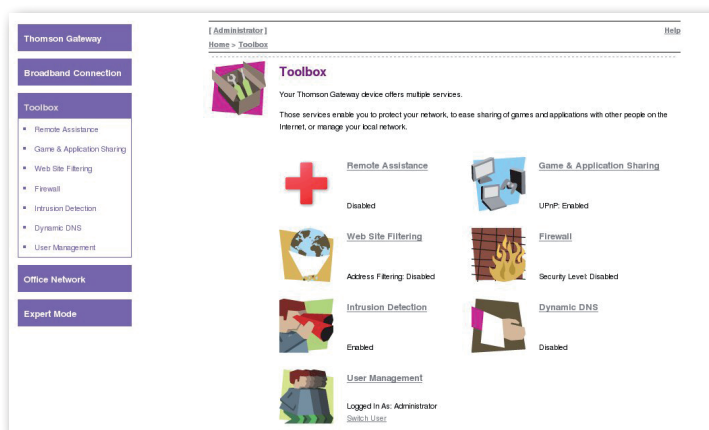 Thomson Gateway
Broadband Connection
Toolbox
Remote Assistance
Game & Application Sharing
Web Site Filtering
Firewall
Intrusion Detection
Dynamic DNS
User Management
Office Network
Expert Mode
[ Administrator ] Help
Home > Toolbox
Toolbox
Your Thomson Gateway device offers multiple services.
Those services enable you to protect your network, to ease sharing of games and applications with other people on the
Internet, or manage your local network.
Remote Assistance
Disabled
Game & Application Sharing
UPnP: Enabled
Web Site Filtering
Address Filtering: Disabled
Firewall
Security Level: Disabled
Intrusion Detection
Enabled
Dynamic DNS
Disabled
User Management
Logged In As: Administrator
Switch User